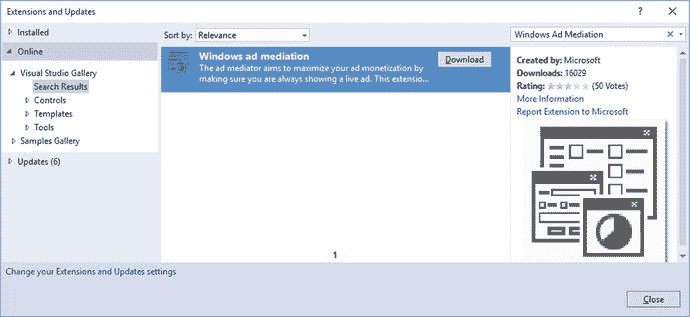 Extensions and Updates
Installed
Online
Visual Studio Gallery
Search Results
Controls
Templates
Tools
Samples Gallery
Updates (6)
Sort by: Relevance
Windows ad mediation
The ad mediator aims to maximize your ad monetization by
making sure you are always showing a live ad. This extensio...
Download
1
Windows Ad Mediation
Created by: Microsoft
Downloads: 16029
Rating: (50 Votes)
More Information
Report Extension to Microsoft
Change your Extensions and Updates settings
Close